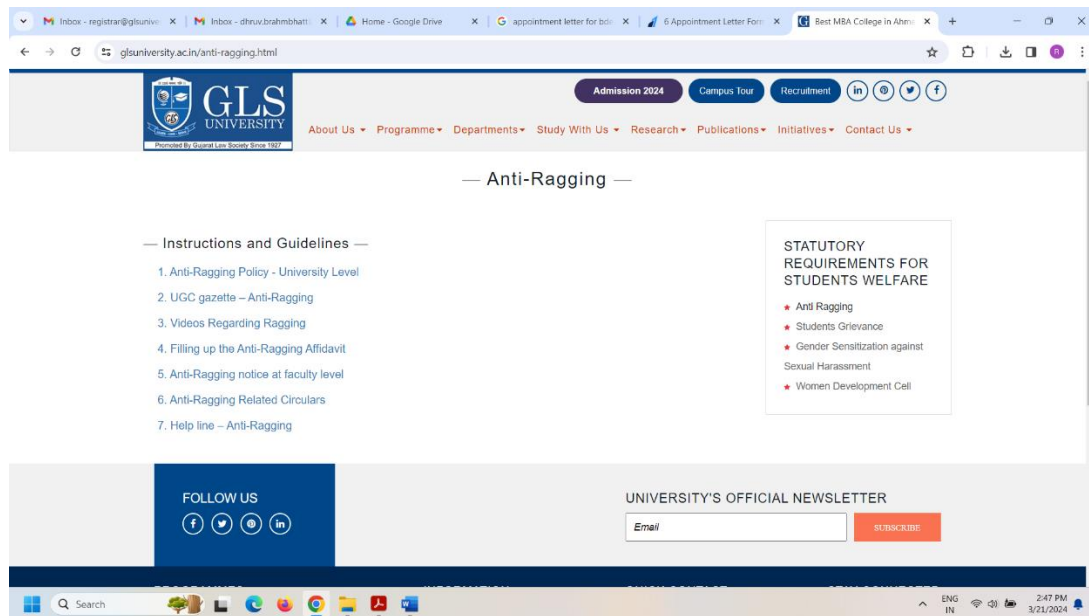 Inbox - registrar@glsunive
Inbox - dhruv.brahmbhatt
Home - Google Drive
appointment letter for bo
6 Appointment Letter For
Best MBA College in Ahm
glsuniversity.ac.in/anti-ragging.html
GLS
UNIVERSITY
Promoted By Gujarat Law Society Since 1927
Admission 2024
Campus Tour
Recruitment
About Us
Programme
Departments
Study With Us
Research
Publications
Initiatives
Contact Us
— Anti-Ragging —
— Instructions and Guidelines —
1. Anti-Ragging Policy - University Level
2. UGC gazette – Anti-Ragging
3. Videos Regarding Ragging
4. Filling up the Anti-Ragging Affidavit
5. Anti-Ragging notice at faculty level
6. Anti-Ragging Related Circulars
7. Help line – Anti-Ragging
STATUTORY
REQUIREMENTS FOR
STUDENTS WELFARE
Anti Ragging
Students Grievance
Gender Sensitization against
Sexual Harassment
Women Development Cell
FOLLOW US
UNIVERSITY'S OFFICIAL NEWSLETTER
Email
SUBSCRIBE
Search
ENG
IN
2:47 PM
3/21/2024